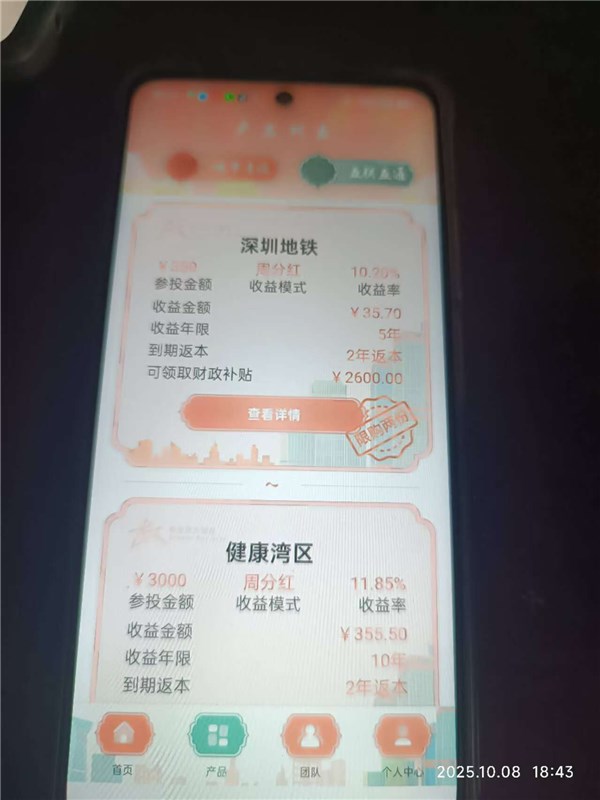 深圳地铁
周分红 10.20%
参投金额 收益模式 收益率
收益金额 ￥35.70
收益年限 5年
到期返本 2年返本
可领取财政补贴 ￥2600.00
查看详情
限购两份
~
健康湾区
￥3000 周分红 11.85%
参投金额 收益模式 收益率
收益金额 ￥355.50
收益年限 10年
到期返本 2年返本
首页 产品 团队 个人中心
2025.10.08 18:43